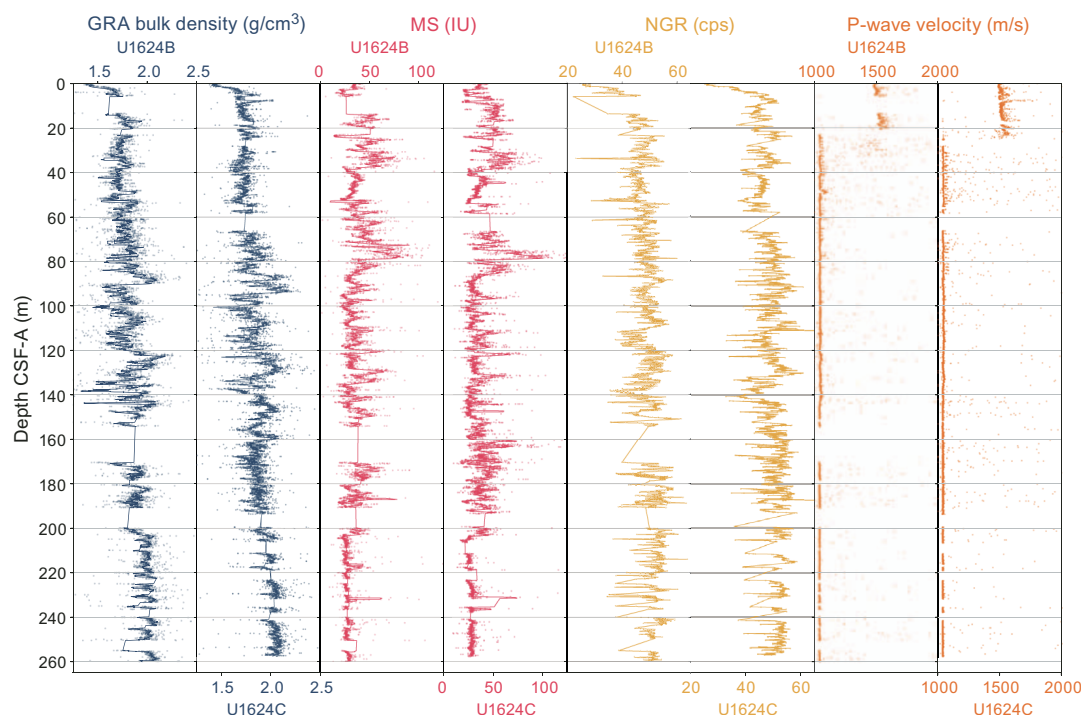 GRA bulk density (g/cm³) MS (IU) NGR (cps) P-wave velocity (m/s)
U1624B U1624B U1624B U1624B
1.5 2.0 2.5 0 50 100 20 40 60 1000 1500 2000
0
20
40
60
80
100
120
140
160
180
200
220
240
260
Depth CSF-A (m)
1.5 2.0 2.5 0 50 100 20 40 60 1000 1500 2000
U1624C U1624C U1624C U1624C